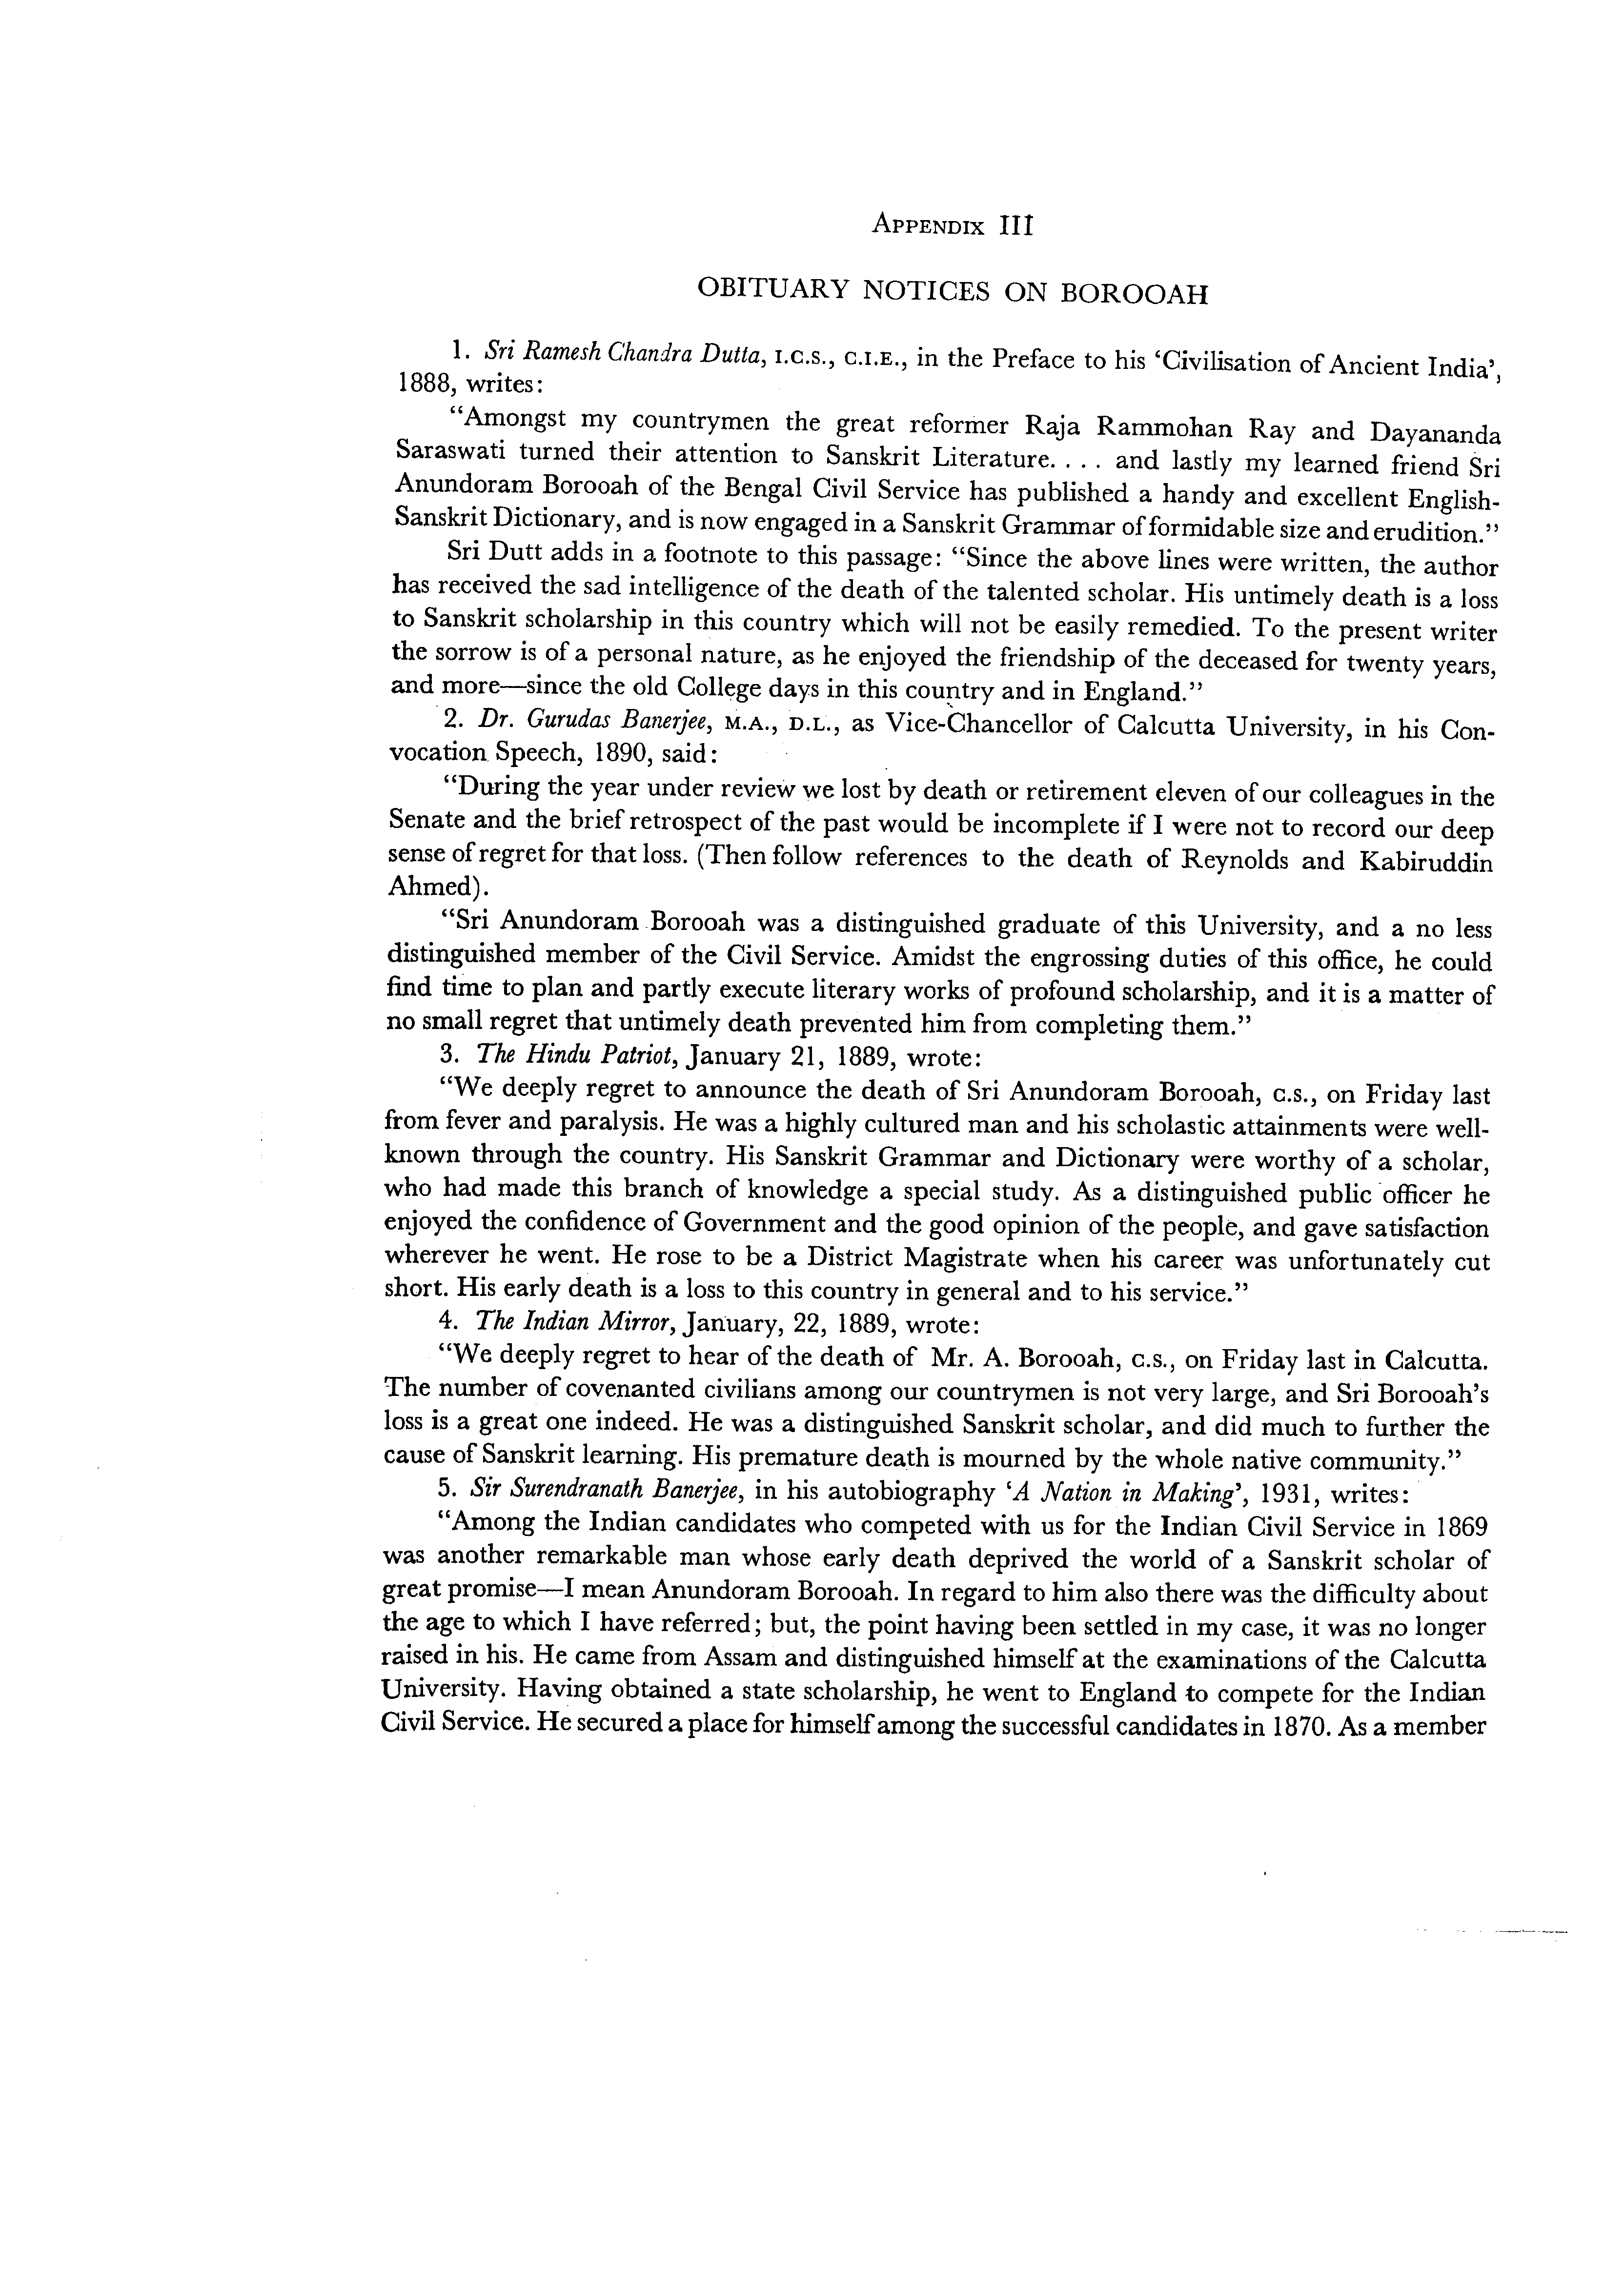 APPENDIX III
OBITUARY NOTICES ON BOROOAH
1. Sri Ramesh Chandra Dutta, I.C.S., C.I.E., in the Preface to his ‘Civilisation of Ancient India’,
1888, writes:
“Amongst my countrymen the great reformer Raja Rammohan Ray and Dayananda
Saraswati turned their attention to Sanskrit Literature.... and lastly my learned friend Sri
Anundoram Borooah of the Bengal Civil Service has published a handy and excellent English-
Sanskrit Dictionary, and is now engaged in a Sanskrit Grammar of formidable size and erudition.”
Sri Dutt adds in a footnote to this passage: “Since the above lines were written, the author
has received the sad intelligence of the death of the talented scholar. His untimely death is a loss
to Sanskrit scholarship in this country which will not be easily remedied. To the present writer
the sorrow is of a personal nature, as he enjoyed the friendship of the deceased for twenty years,
and more—since the old College days in this country and in England.”
2. Dr. Gurudas Banerjee, M.A., D.L., as Vice-Chancellor of Calcutta University, in his Con-
vocation Speech, 1890, said:
“During the year under review we lost by death or retirement eleven of our colleagues in the
Senate and the brief retrospect of the past would be incomplete if I were not to record our deep
sense of regret for that loss. (Then follow references to the death of Reynolds and Kabiruddin
Ahmed).
“Sri Anundoram Borooah was a distinguished graduate of this University, and a no less
distinguished member of the Civil Service. Amidst the engrossing duties of this office, he could
find time to plan and partly execute literary works of profound scholarship, and it is a matter of
no small regret that untimely death prevented him from completing them.”
3. The Hindu Patriot, January 21, 1889, wrote:
“We deeply regret to announce the death of Sri Anundoram Borooah, C.S., on Friday last
from fever and paralysis. He was a highly cultured man and his scholastic attainments were well-
known through the country. His Sanskrit Grammar and Dictionary were worthy of a scholar,
who had made this branch of knowledge a special study. As a distinguished public officer he
enjoyed the confidence of Government and the good opinion of the people, and gave satisfaction
wherever he went. He rose to be a District Magistrate when his career was unfortunately cut
short. His early death is a loss to this country in general and to his service.”
4. The Indian Mirror, January, 22, 1889, wrote:
“We deeply regret to hear of the death of Mr. A. Borooah, C.S., on Friday last in Calcutta.
The number of covenanted civilians among our countrymen is not very large, and Sri Borooah’s
loss is a great one indeed. He was a distinguished Sanskrit scholar, and did much to further the
cause of Sanskrit learning. His premature death is mourned by the whole native community.”
5. Sir Surendranath Banerjee, in his autobiography ‘A Nation in Making’, 1931, writes:
“Among the Indian candidates who competed with us for the Indian Civil Service in 1869
was another remarkable man whose early death deprived the world of a Sanskrit scholar of
great promise—I mean Anundoram Borooah. In regard to him also there was the difficulty about
the age to which I have referred; but, the point having been settled in my case, it was no longer
raised in his. He came from Assam and distinguished himself at the examinations of the Calcutta
University. Having obtained a state scholarship, he went to England to compete for the Indian
Civil Service. He secured a place for himself among the successful candidates in 1870. As a member